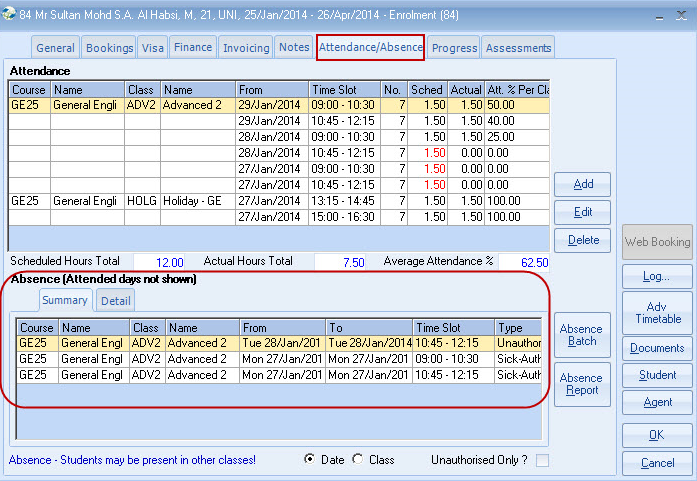 84 Mr Sultan Mohd S.A. Al Habsi, M, 21, UNI, 25/Jan/2014 - 26/Apr/2014 - Enrolment (84)
General Bookings Visa Finance Invoicing Notes Attendance/Absence Progress Assessments
Attendance
Course Name Class Name From Time Slot No. Sched Actual Att. % Per Cla
GE25 General Engli ADV2 Advanced 2 29/Jan/2014 09:00 - 10:30 7 1.50 1.50 50.00
29/Jan/2014 10:45 - 12:15 7 1.50 1.50 40.00
28/Jan/2014 09:00 - 10:30 7 1.50 1.50 25.00
28/Jan/2014 10:45 - 12:15 7 1.50 0.00 0.00
27/Jan/2014 09:00 - 10:30 7 1.50 0.00 0.00
27/Jan/2014 10:45 - 12:15 7 1.50 0.00 0.00
GE25 General Engli HOLG Holiday - GE 27/Jan/2014 13:15 - 14:45 7 1.50 1.50 100.00
27/Jan/2014 15:00 - 16:30 7 1.50 1.50 100.00
Add
Edit
Delete
Web Booking
Scheduled Hours Total 12.00 Actual Hours Total 7.50 Average Attendance % 62.50
Log...
Absence (Attended days not shown)
Summary Detail
Course Name Class Name From To Time Slot Type
GE25 General Engl ADV2 Advanced 2 Tue 28/Jan/201 Tue 28/Jan/2014 10:45 - 12:15 Unauthor
GE25 General Engl ADV2 Advanced 2 Mon 27/Jan/201 Mon 27/Jan/201 09:00 - 10:30 Sick-Auth
GE25 General Engl ADV2 Advanced 2 Mon 27/Jan/201 Mon 27/Jan/201 10:45 - 12:15 Sick-Auth
Absence
Batch
Absence
Report
Adv
Timetable
Documents
Student
Agent
OK
Cancel
Absence - Students may be present in other classes! Date Class Unauthorised Only ?